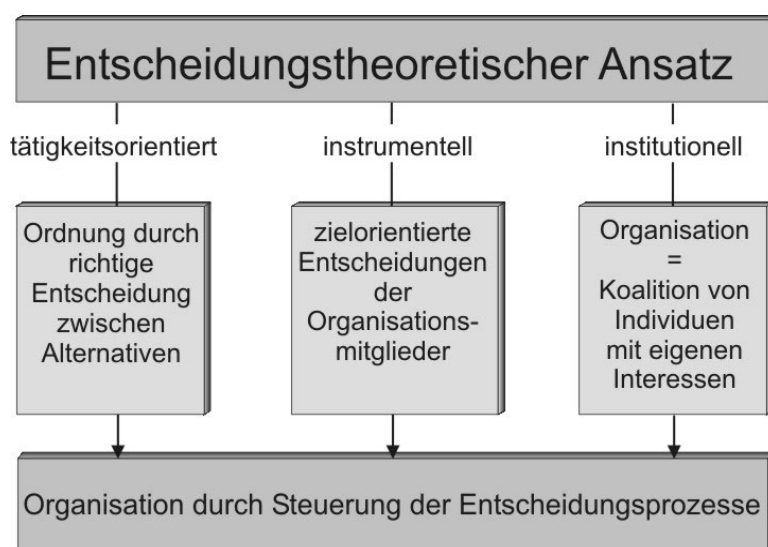 Entscheidungstheoretischer Ansatz
tätigkeitsorientiert
instrumentell
institutionell
Ordnung durch
richtige
Entscheidung
zwischen
Alternativen
zielorientierte
Entscheidungen
der
Organisations-
mitglieder
Organisation
=
Koalition von
Individuen
mit eigenen
Interessen
Organisation durch Steuerung der Entscheidungsprozesse